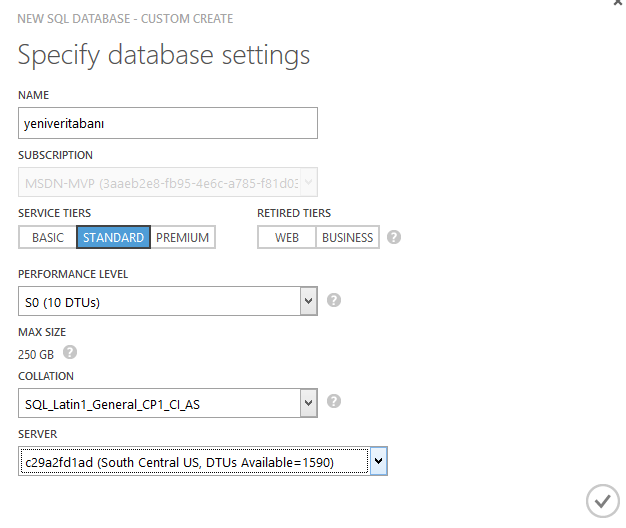 NEW SQL DATABASE - CUSTOM CREATE
Specify database settings
NAME
yeniveritabanı
SUBSCRIPTION
MSDN-MVP (3aaeb2e8-fb95-4e6c-a785-f81d03
SERVICE TIERS
RETIRED TIERS
BASIC STANDARD PREMIUM
WEB BUSINESS ?
PERFORMANCE LEVEL
S0 (10 DTUs) ?
MAX SIZE
250 GB ?
COLLATION
SQL_Latin1_General_CP1_CI_AS ?
SERVER
c29a2fd1ad (South Central US, DTUs Available=1590)